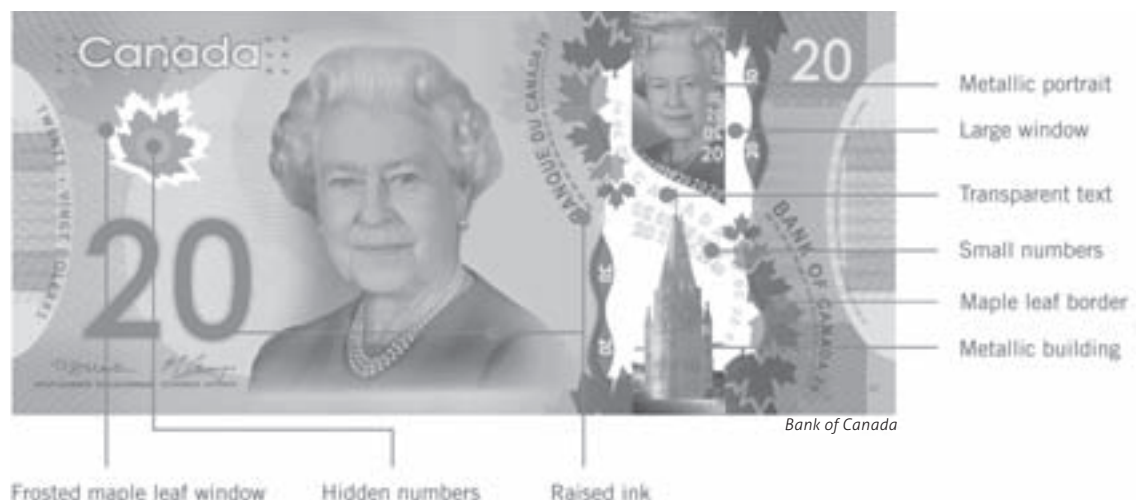 Canada
20
Metallic portrait
Large window
Transparent text
Small numbers
Maple leaf border
Metallic building
BANQUE DU CANADA
20
BANK OF CANADA
20
Bank of Canada
Frosted maple leaf window
Hidden numbers
Raised ink